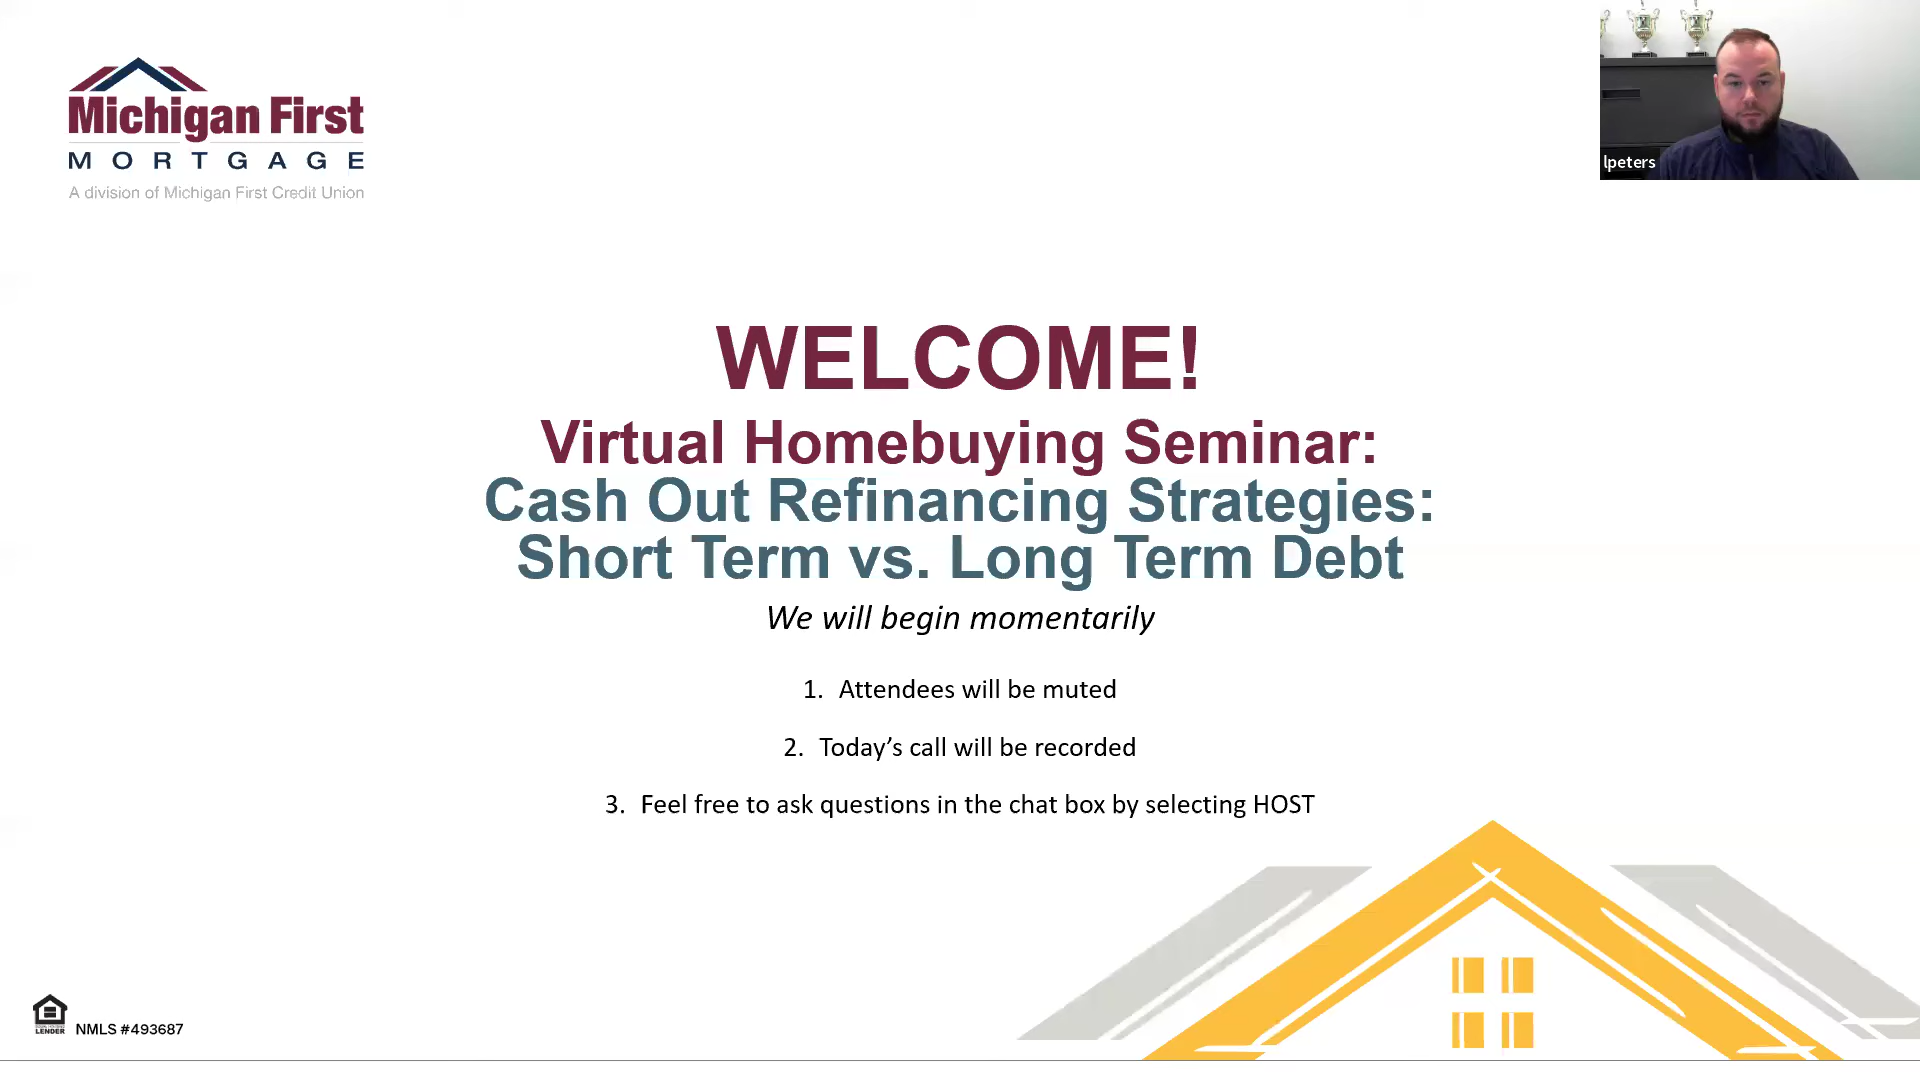 Michigan First
MORTGAGE
A division of Michigan First Credit Union
lpeters
WELCOME!
Virtual Homebuying Seminar:
Cash Out Refinancing Strategies:
Short Term vs. Long Term Debt
We will begin momentarily
1. Attendees will be muted
2. Today’s call will be recorded
3. Feel free to ask questions in the chat box by selecting HOST
LENDER
NMLS #493687